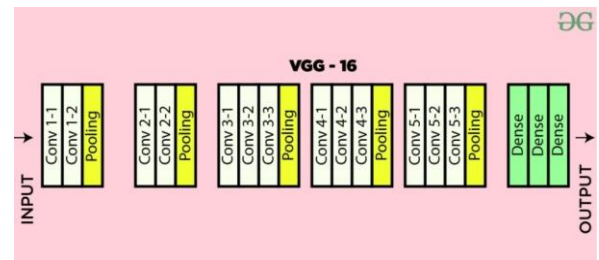 VGG - 16
INPUT
Conv 1-1
Conv 1-2
Pooling
Conv 2-1
Conv 2-2
Pooling
Conv 3-1
Conv 3-2
Conv 3-3
Pooling
Conv 4-1
Conv 4-2
Conv 4-3
Pooling
Conv 5-1
Conv 5-2
Conv 5-3
Pooling
Dense
Dense
Dense
OUTPUT